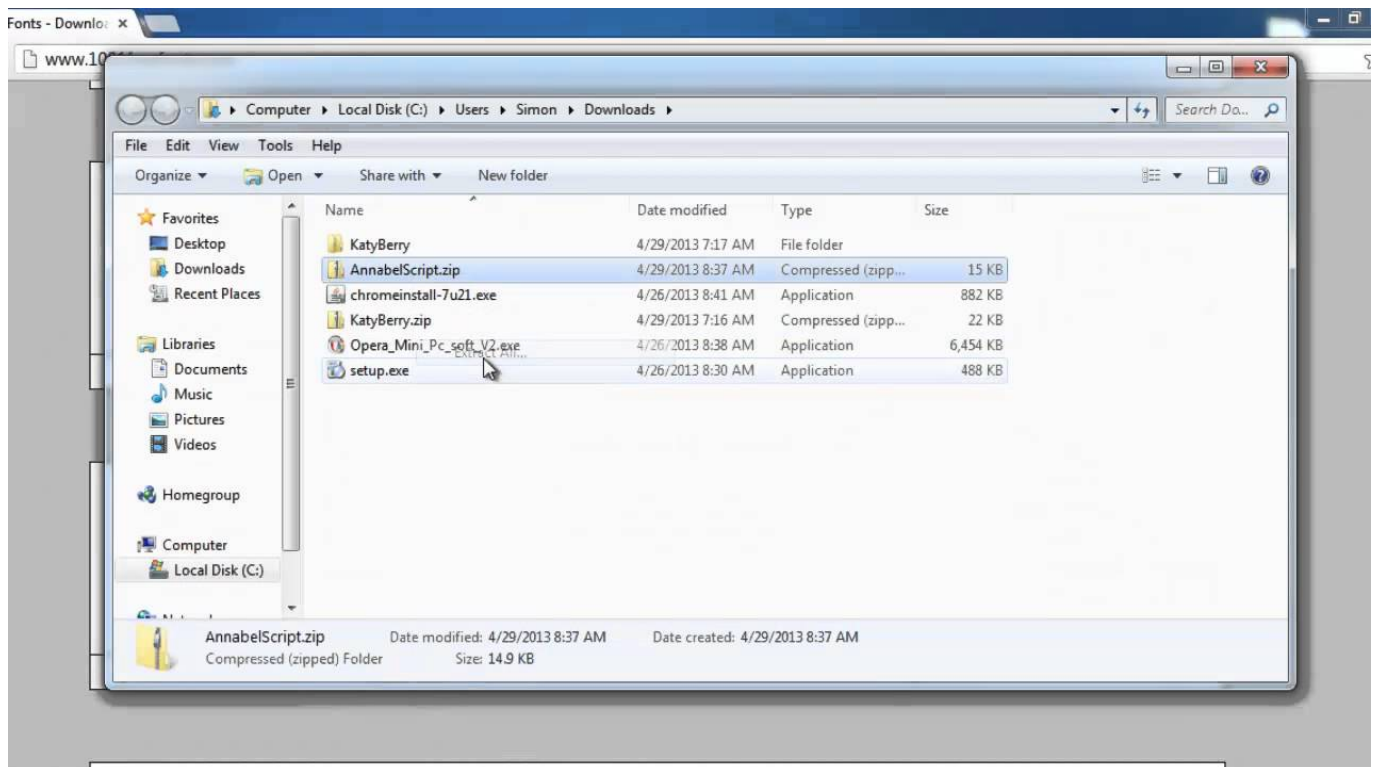 Fonts - Downlo
www.10
Computer Local Disk (C:) Users Simon Downloads
Search Do...
File Edit View Tools Help
Organize Open Share with New folder
Favorites
Desktop
Downloads
Recent Places
Libraries
Documents
Music
Pictures
Videos
Homegroup
Computer
Local Disk (C:)
Name Date modified Type Size
KatyBerry 4/29/2013 7:17 AM File folder
AnnabelScript.zip 4/29/2013 8:37 AM Compressed (zipp... 15 KB
chromeinstall-7u21.exe 4/26/2013 8:41 AM Application 882 KB
KatyBerry.zip 4/29/2013 7:16 AM Compressed (zipp... 22 KB
Opera_Mini_Pc_soft_V2.exe 4/26/2013 8:38 AM Application 6,454 KB
Extract All...
setup.exe 4/26/2013 8:30 AM Application 488 KB
AnnabelScript.zip Date modified: 4/29/2013 8:37 AM Date created: 4/29/2013 8:37 AM
Compressed (zipped) Folder Size: 14.9 KB